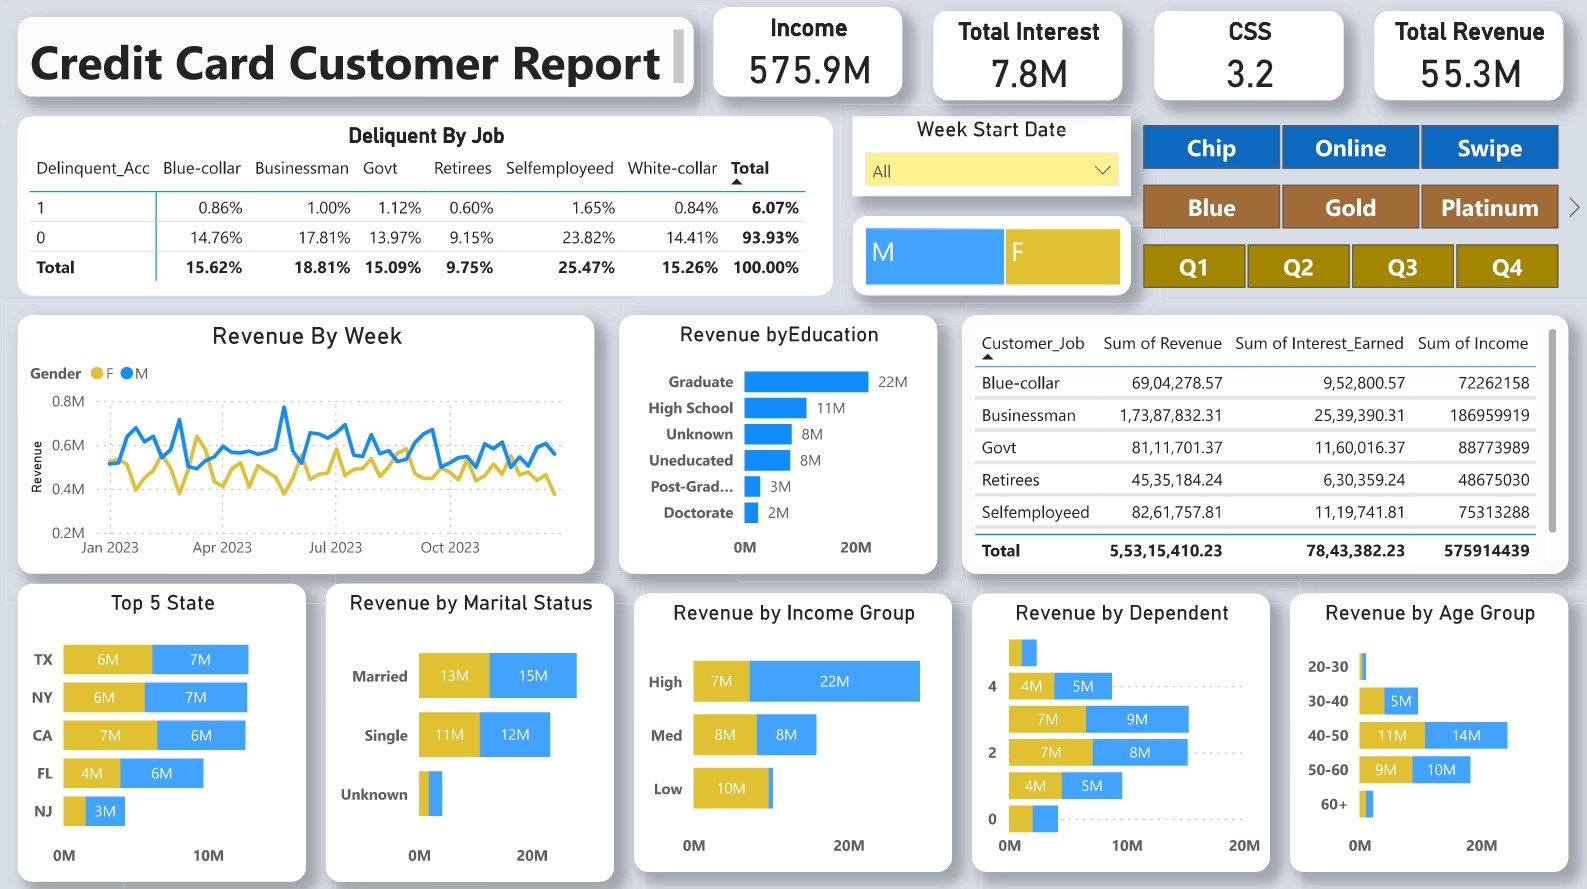 Credit Card Customer Report
Income
575.9M
Total Interest
7.8M
CSS
3.2
Total Revenue
55.3M
Deliquent By Job
Delinquent_Acc Blue-collar Businessman Govt Retirees Selfemployeed White-collar Total
1 0.86% 1.00% 1.12% 0.60% 1.65% 0.84% 6.07%
0 14.76% 17.81% 13.97% 9.15% 23.82% 14.41% 93.93%
Total 15.62% 18.81% 15.09% 9.75% 25.47% 15.26% 100.00%
Week Start Date
All
M F
Chip Online Swipe
Blue Gold Platinum
Q1 Q2 Q3 Q4
Revenue By Week
Gender F M
0.8M
0.6M
0.4M
0.2M
Revenue
Jan 2023 Apr 2023 Jul 2023 Oct 2023
Revenue byEducation
Graduate 22M
High School 11M
Unknown 8M
Uneducated 8M
Post-Grad... 3M
Doctorate 2M
0M 20M
Customer_Job Sum of Revenue Sum of Interest_Earned Sum of Income
Blue-collar 69,04,278.57 9,52,800.57 72262158
Businessman 1,73,87,832.31 25,39,390.31 186959919
Govt 81,11,701.37 11,60,016.37 88773989
Retirees 45,35,184.24 6,30,359.24 48675030
Selfemployeed 82,61,757.81 11,19,741.81 75313288
Total 5,53,15,410.23 78,43,382.23 575914439
Top 5 State
TX 6M 7M
NY 6M 7M
CA 7M 6M
FL 4M 6M
NJ 3M
0M 10M
Revenue by Marital Status
Married 13M 15M
Single 11M 12M
Unknown
0M 20M
Revenue by Income Group
High 7M 22M
Med 8M 8M
Low 10M
0M 20M
Revenue by Dependent
4 4M 5M
7M 9M
2 7M 8M
4M 5M
0
0M 10M 20M
Revenue by Age Group
20-30
30-40 5M
40-50 11M 14M
50-60 9M 10M
60+
0M 20M